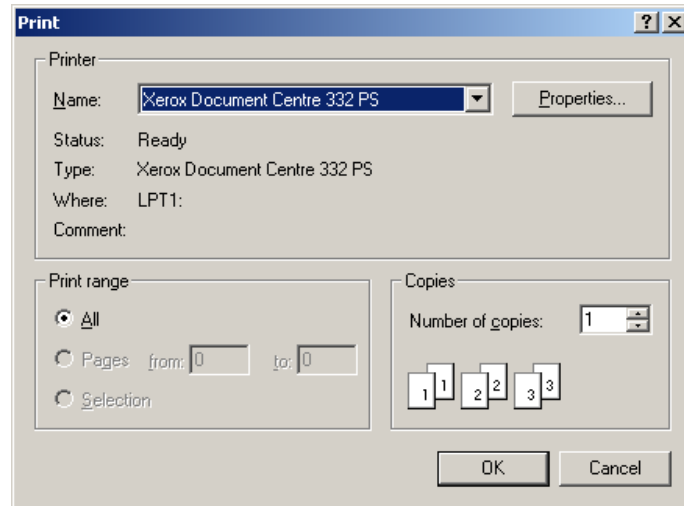 Print
Printer
Name: Xerox Document Centre 332 PS Properties...
Status: Ready
Type: Xerox Document Centre 332 PS
Where: LPT1:
Comment:
Print range
All
Pages from: 0 to: 0
Selection
Copies
Number of copies: 1
1 1 2 2 3 3
OK Cancel